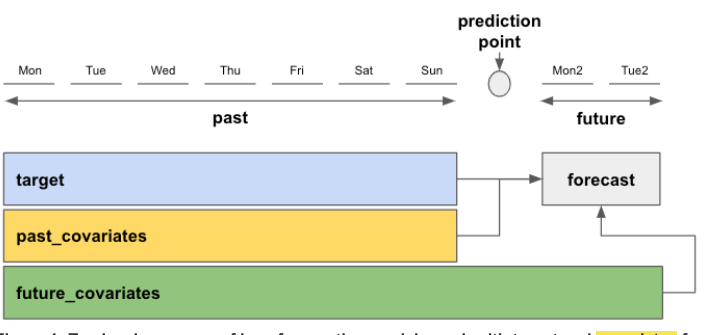 prediction
point
Mon Tue Wed Thu Fri Sat Sun Mon2 Tue2
past future
target forecast
past_covariates
future_covariates